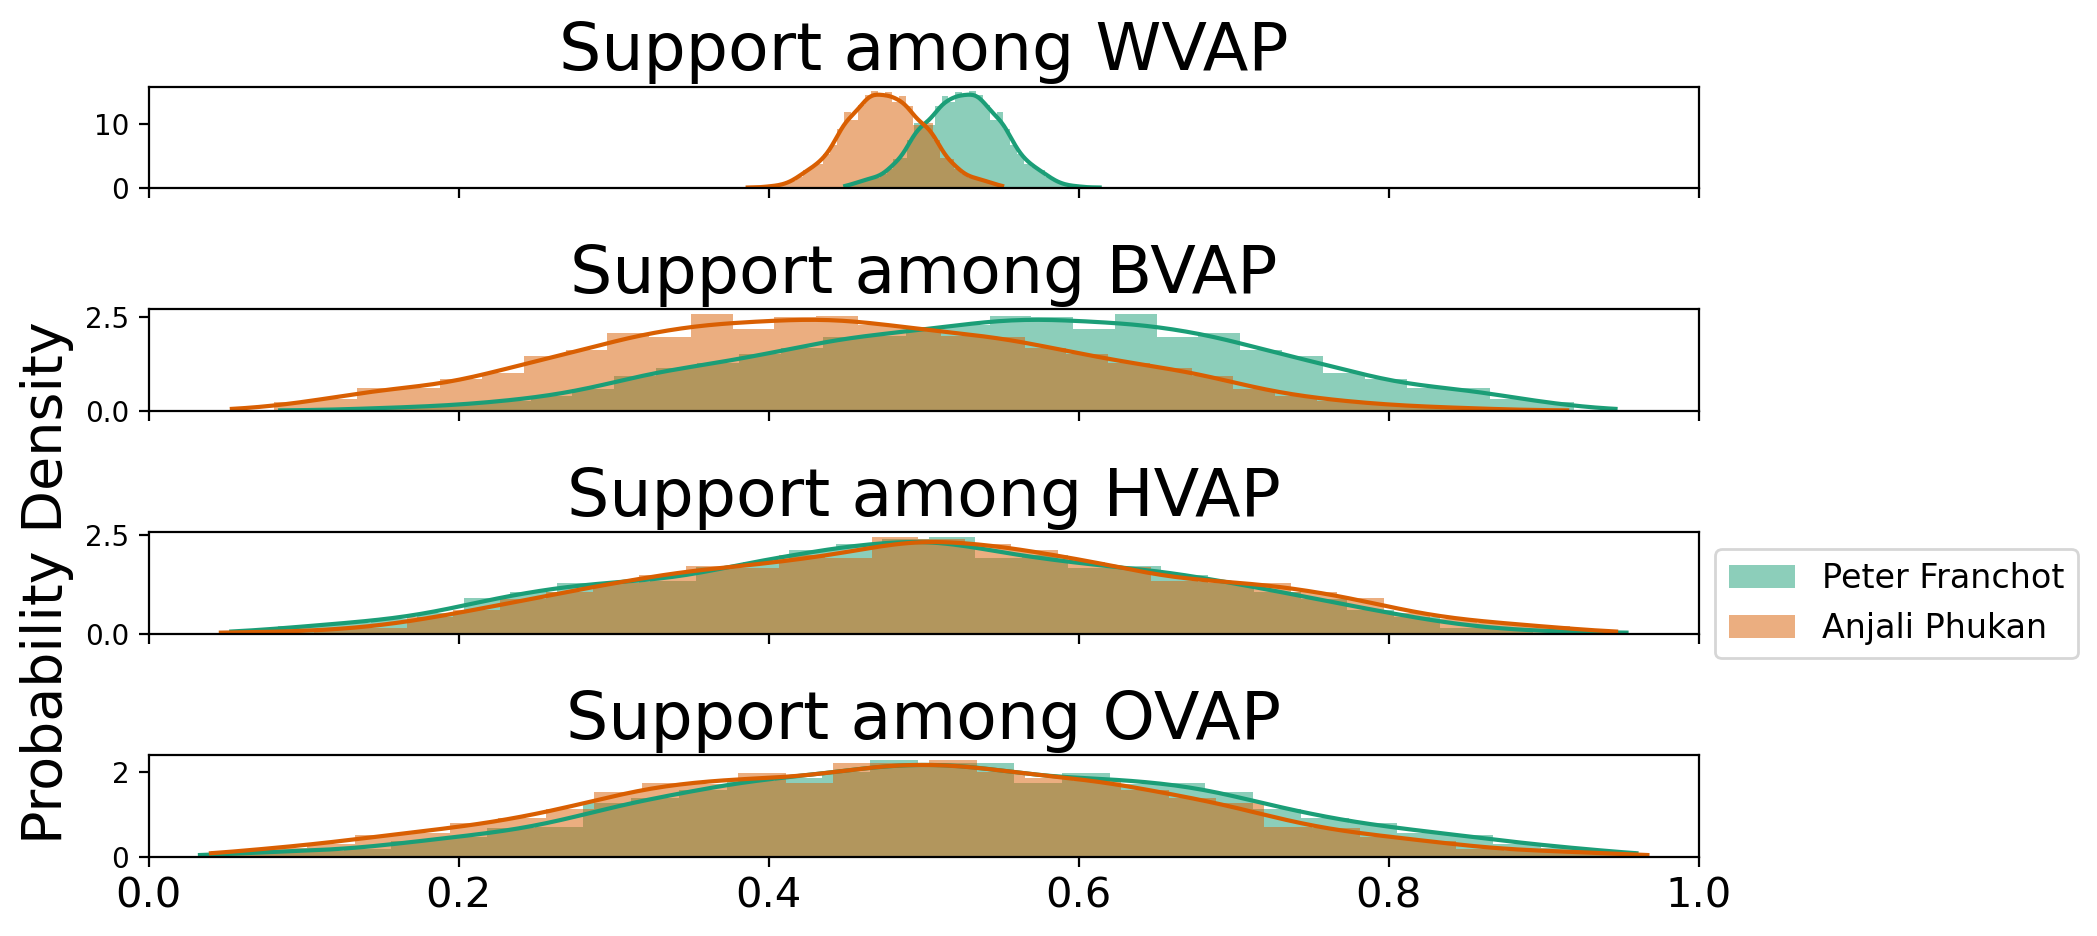 Support among WVAP
10
0
Support among BVAP
2.5
0.0
Support among HVAP
2.5
0.0
Support among OVAP
2
0
0.0 0.2 0.4 0.6 0.8 1.0
Probability Density
Peter Franchot
Anjali Phukan